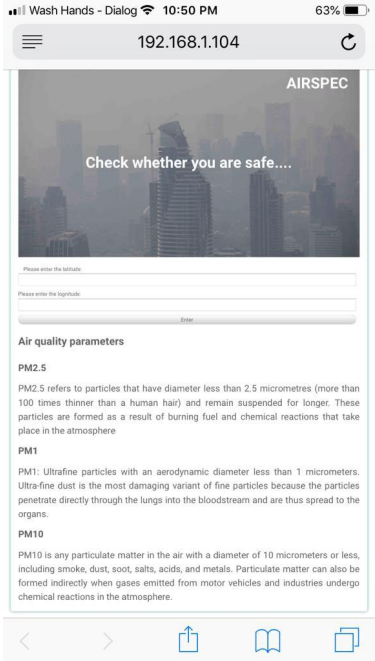 Wash Hands - Dialog 10:50 PM 63%
192.168.1.104
AIRSPEC
Check whether you are safe....
Please enter the latitude:
Please enter the lognitude:
Enter
Air quality parameters
PM2.5
PM2.5 refers to particles that have diameter less than 2.5 micrometres (more than
100 times thinner than a human hair) and remain suspended for longer. These
particles are formed as a result of burning fuel and chemical reactions that take
place in the atmosphere
PM1
PM1: Ultrafine particles with an aerodynamic diameter less than 1 micrometers.
Ultra-fine dust is the most damaging variant of fine particles because the particles
penetrate directly through the lungs into the bloodstream and are thus spread to the
organs.
PM10
PM10 is any particulate matter in the air with a diameter of 10 micrometers or less,
including smoke, dust, soot, salts, acids, and metals. Particulate matter can also be
formed indirectly when gases emitted from motor vehicles and industries undergo
chemical reactions in the atmosphere.